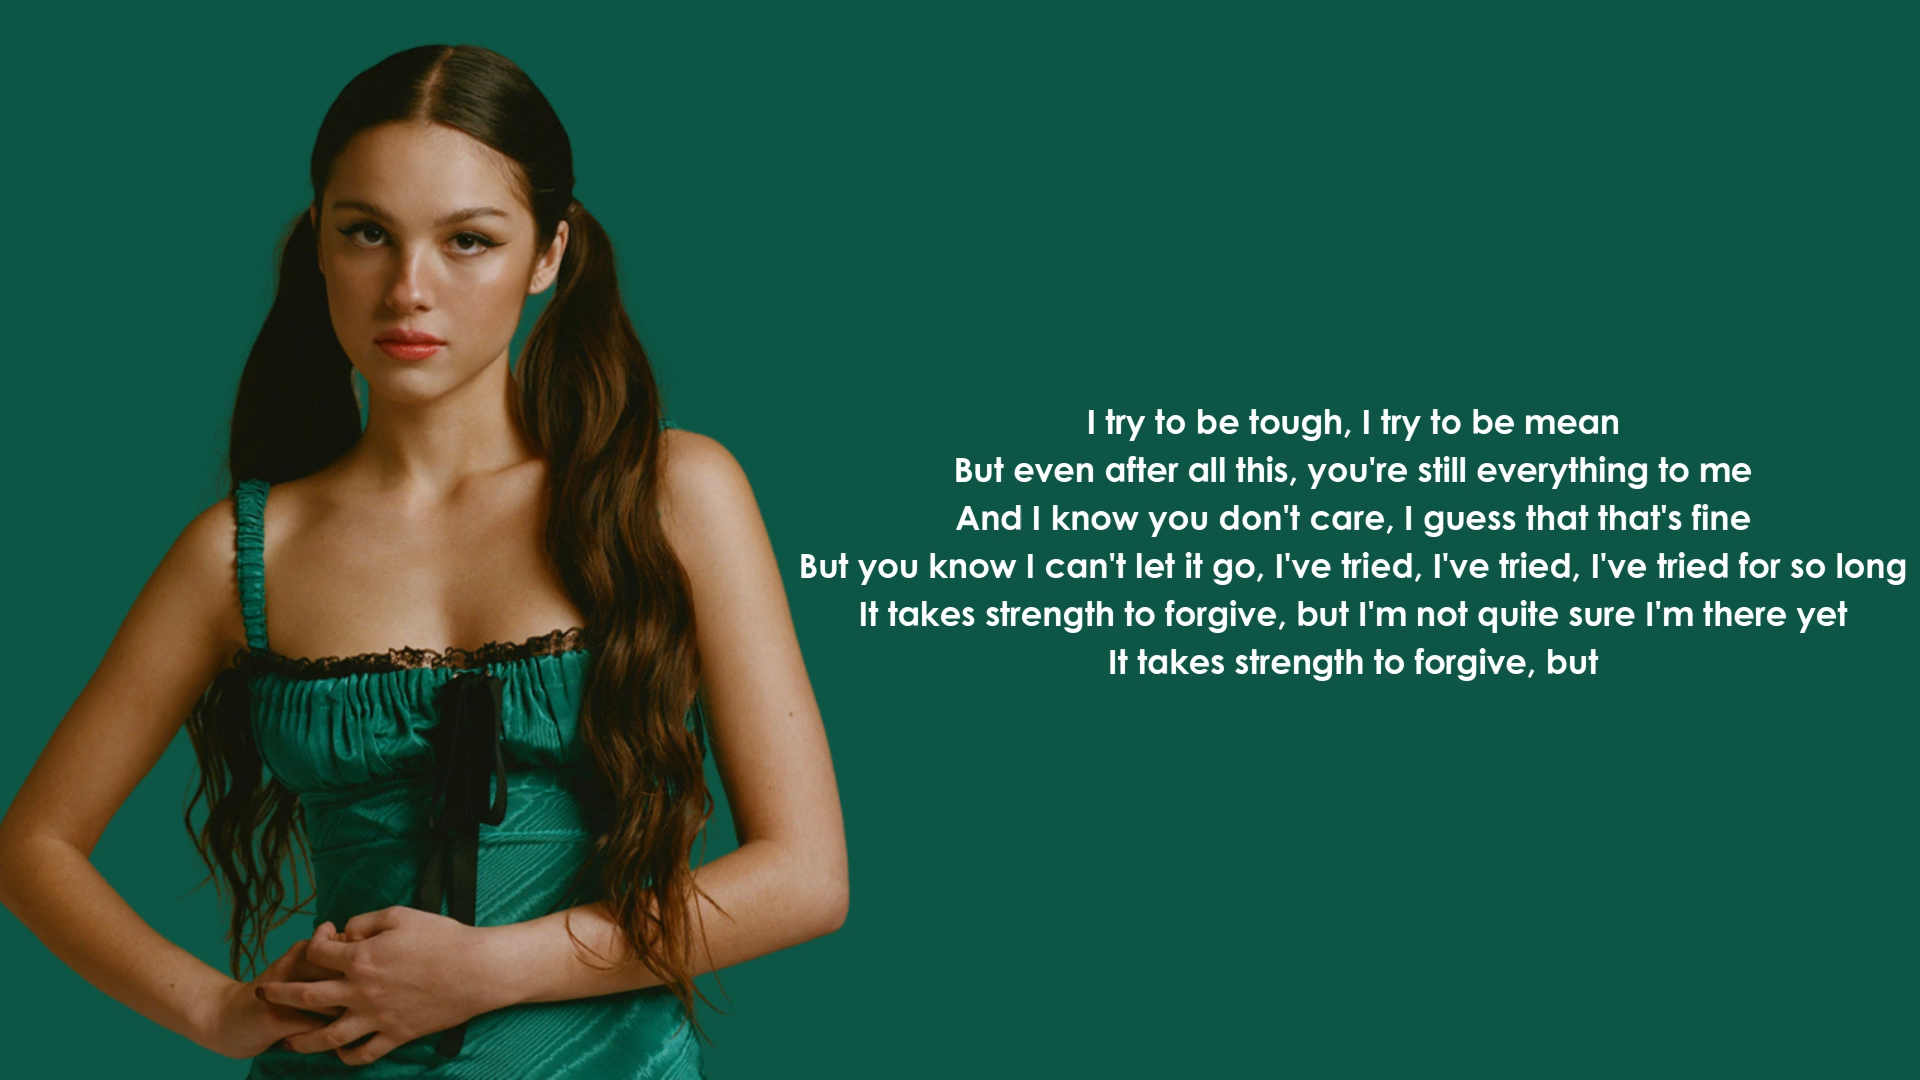 I try to be tough, I try to be mean
But even after all this, you're still everything to me
And I know you don't care, I guess that that's fine
But you know I can't let it go, I've tried, I've tried, I've tried for so long
It takes strength to forgive, but I'm not quite sure I'm there yet
It takes strength to forgive, but